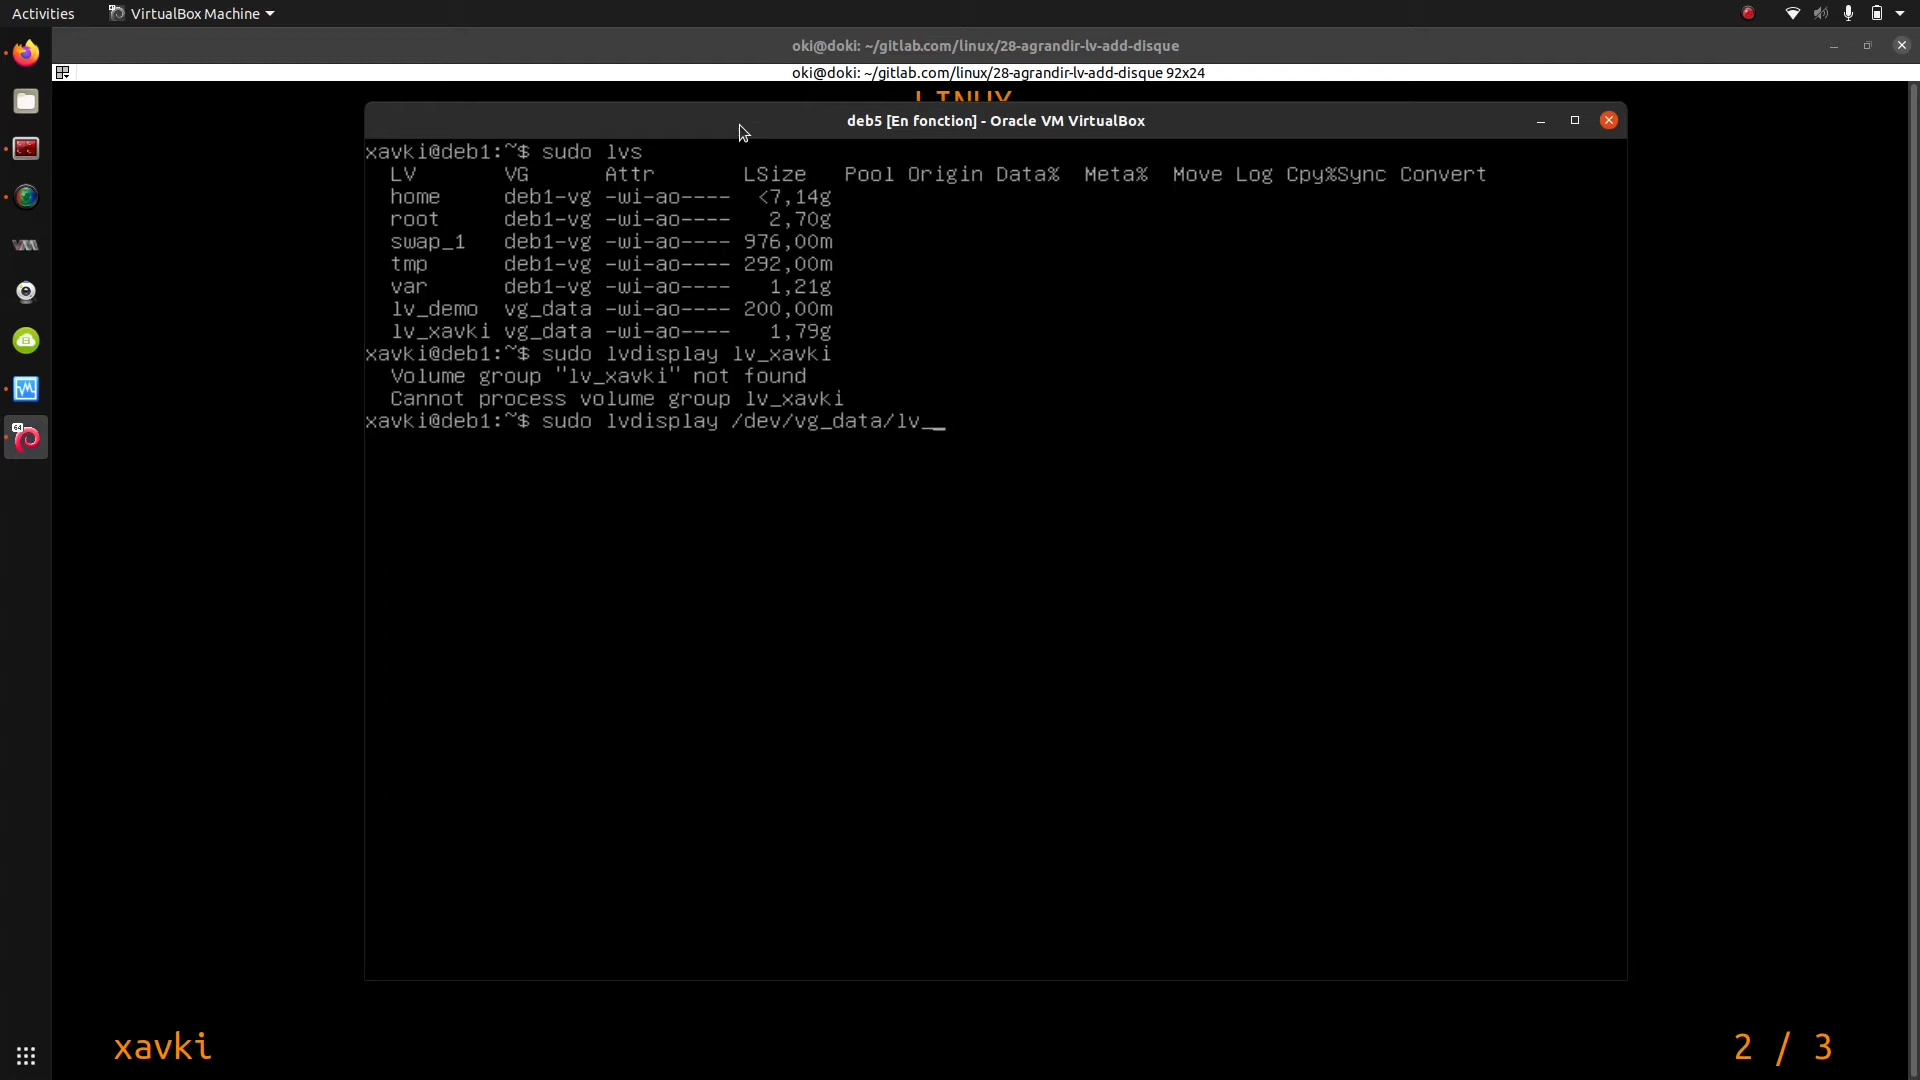 Activities VirtualBox Machine
oki@doki: ~/gitlab.com/linux/28-agrandir-lv-add-disque
oki@doki: ~/gitlab.com/linux/28-agrandir-lv-add-disque 92x24
LINUX
deb5 [En fonction] - Oracle VM VirtualBox
xavki@deb1:~$ sudo lvs
LV VG Attr LSize Pool Origin Data% Meta% Move Log Cpy%Sync Convert
home deb1-vg -wi-ao---- <7,14g
root deb1-vg -wi-ao---- 2,70g
swap_1 deb1-vg -wi-ao---- 976,00m
tmp deb1-vg -wi-ao---- 292,00m
var deb1-vg -wi-ao---- 1,21g
lv_demo vg_data -wi-ao---- 200,00m
lv_xavki vg_data -wi-ao---- 1,79g
xavki@deb1:~$ sudo lvdisplay lv_xavki
Volume group "lv_xavki" not found
Cannot process volume group lv_xavki
xavki@deb1:~$ sudo lvdisplay /dev/vg_data/lv_
xavki
2 / 3